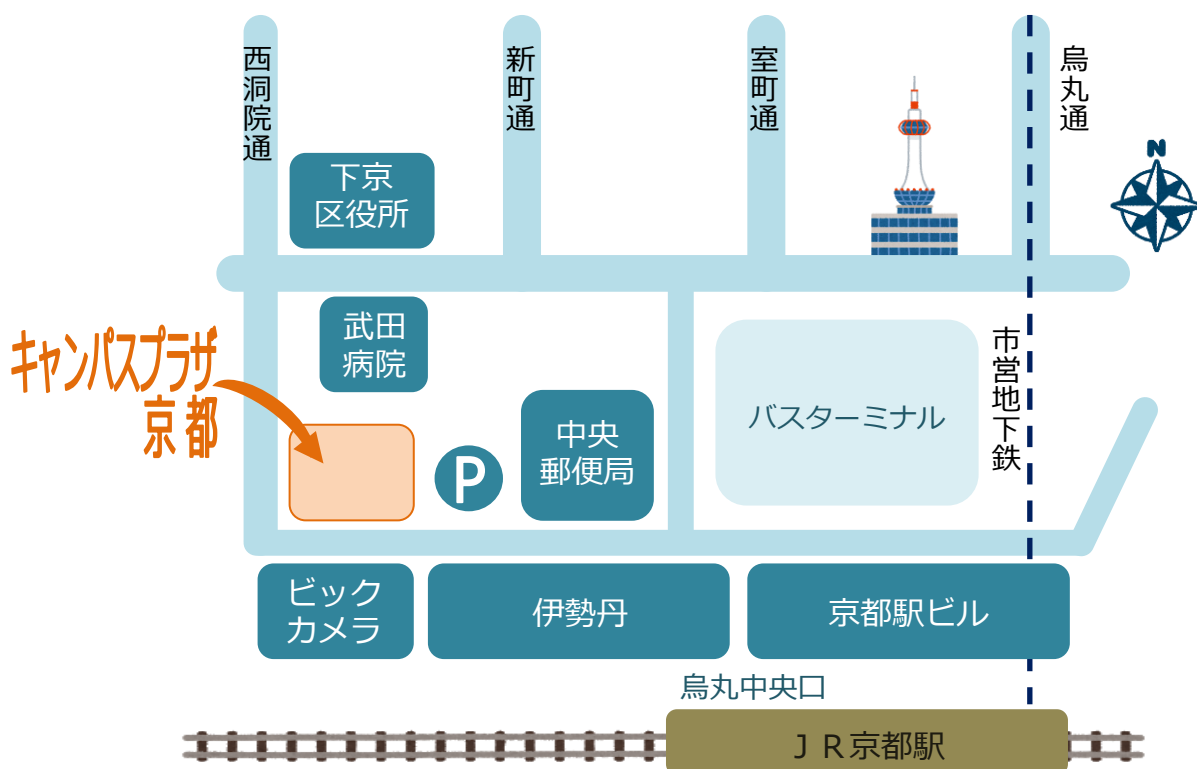 西洞院通
新町通
室町通
烏丸通
N
下京
区役所
武田
病院
キャンパスプラザ
京都
P
中央
郵便局
バスターミナル
市営地下鉄
ビック
カメラ
伊勢丹
京都駅ビル
烏丸中央口
ＪＲ京都駅